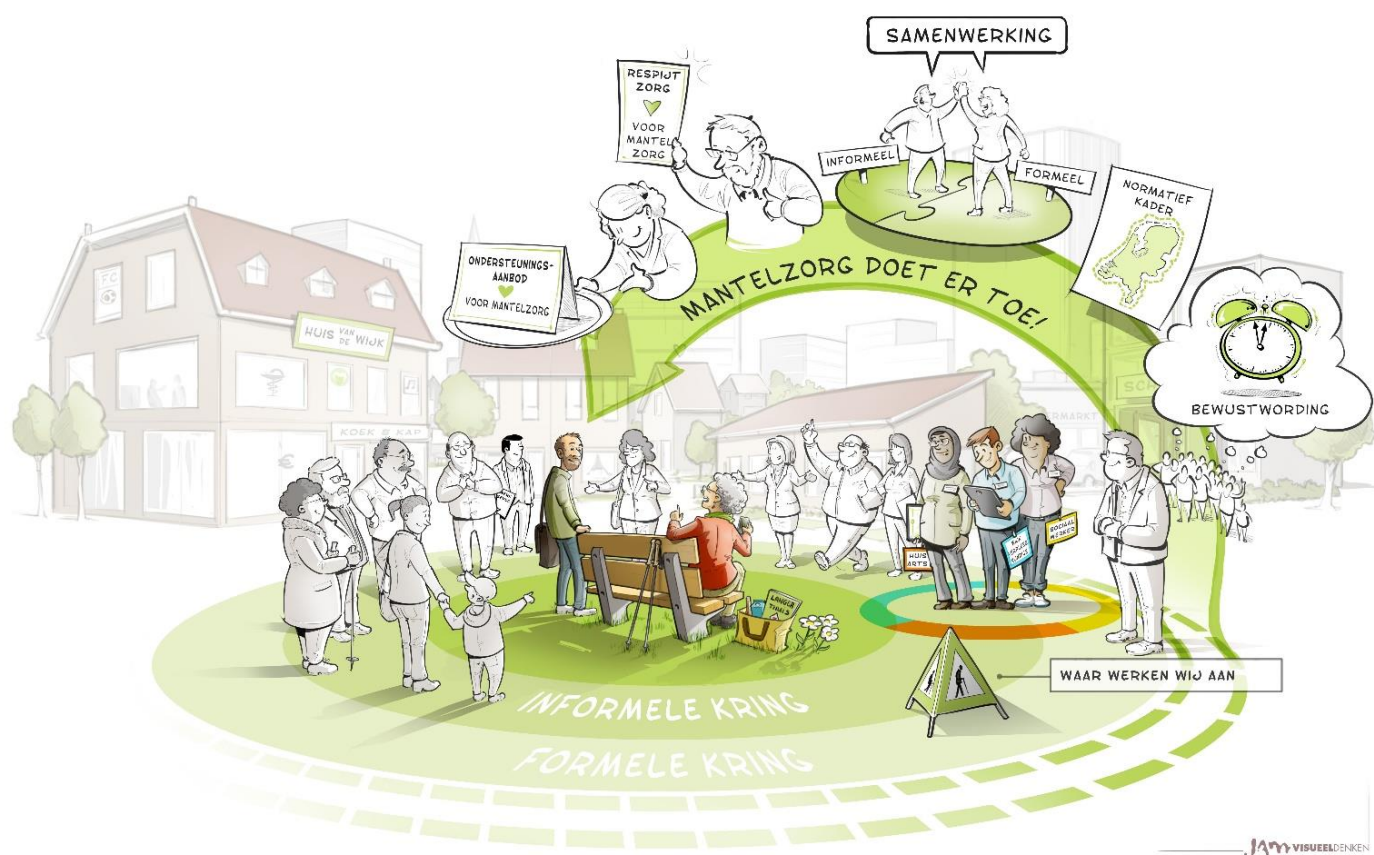 SAMENWERKING
RESPIJT
ZORG
VOOR
MANTEL
ZORG
INFORMEEL
FORMEEL
NORMATIEF
KADER
ONDERSTEUNINGS-
AANBOD
VOOR MANTELZORG
MANTELZORG DOET ER TOE!
BEWUSTWORDING
FC
HUIS VAN DE WIJK
KOEK & KAP
HUIS
ARTS
SOCIAAL
WERKER
LANGER
THUIS
WAAR WERKEN WIJ AAN
INFORMELE KRING
FORMELE KRING
JAM VISUEELDENKEN